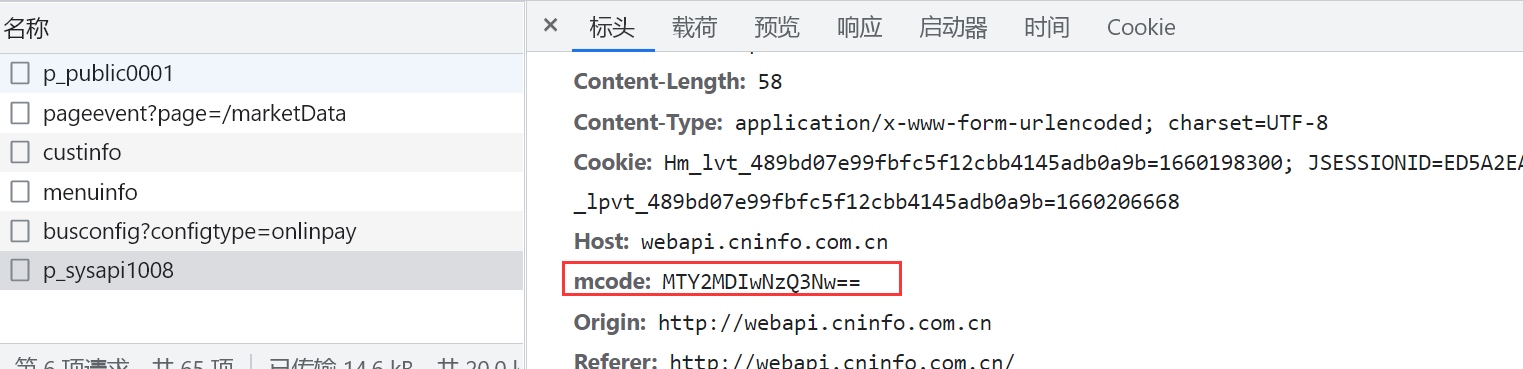 名称
p_public0001
pageevent?page=/marketData
custinfo
menuinfo
busconfig?configtype=onlinpay
p_sysapi1008
第 6 项请求，共 65 项 已传输 14.6 kB，共 20.0 k
× 标头 载荷 预览 响应 启动器 时间 Cookie
Content-Length: 58
Content-Type: application/x-www-form-urlencoded; charset=UTF-8
Cookie: Hm_lvt_489bd07e99fbfc5f12cbb4145adb0a9b=1660198300; JSESSIONID=ED5A2EA
_lpvt_489bd07e99fbfc5f12cbb4145adb0a9b=1660206668
Host: webapi.cninfo.com.cn
mcode: MTY2MDIwNzQ3Nw==
Origin: http://webapi.cninfo.com.cn
Referer: http://webapi.cninfo.com.cn/